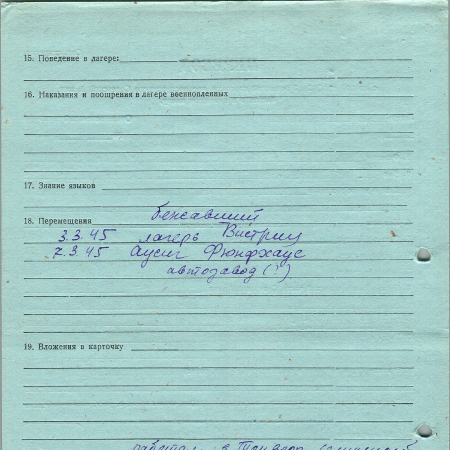 15. Поведение в лагере:
16. Наказания и поощрения в лагере военнопленных
17. Знание языков
18. Перемещения
3.3.45 лагерь Вистриц
7.3.45 Аусиг Фюнфхаус
автозавод (?)
19. Вложения в карточку